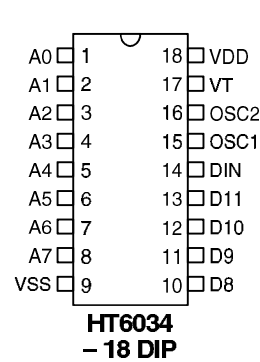 A0 1 18 VDD
A1 2 17 VT
A2 3 16 OSC2
A3 4 15 OSC1
A4 5 14 DIN
A5 6 13 D11
A6 7 12 D10
A7 8 11 D9
VSS 9 10 D8
HT6034
– 18 DIP